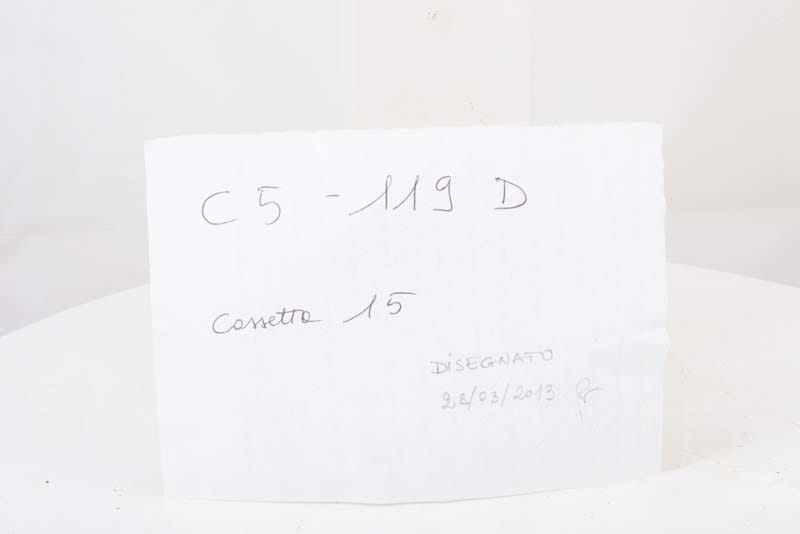 C5 - 119 D
Cassetta 15
DISEGNATO
28/03/2013